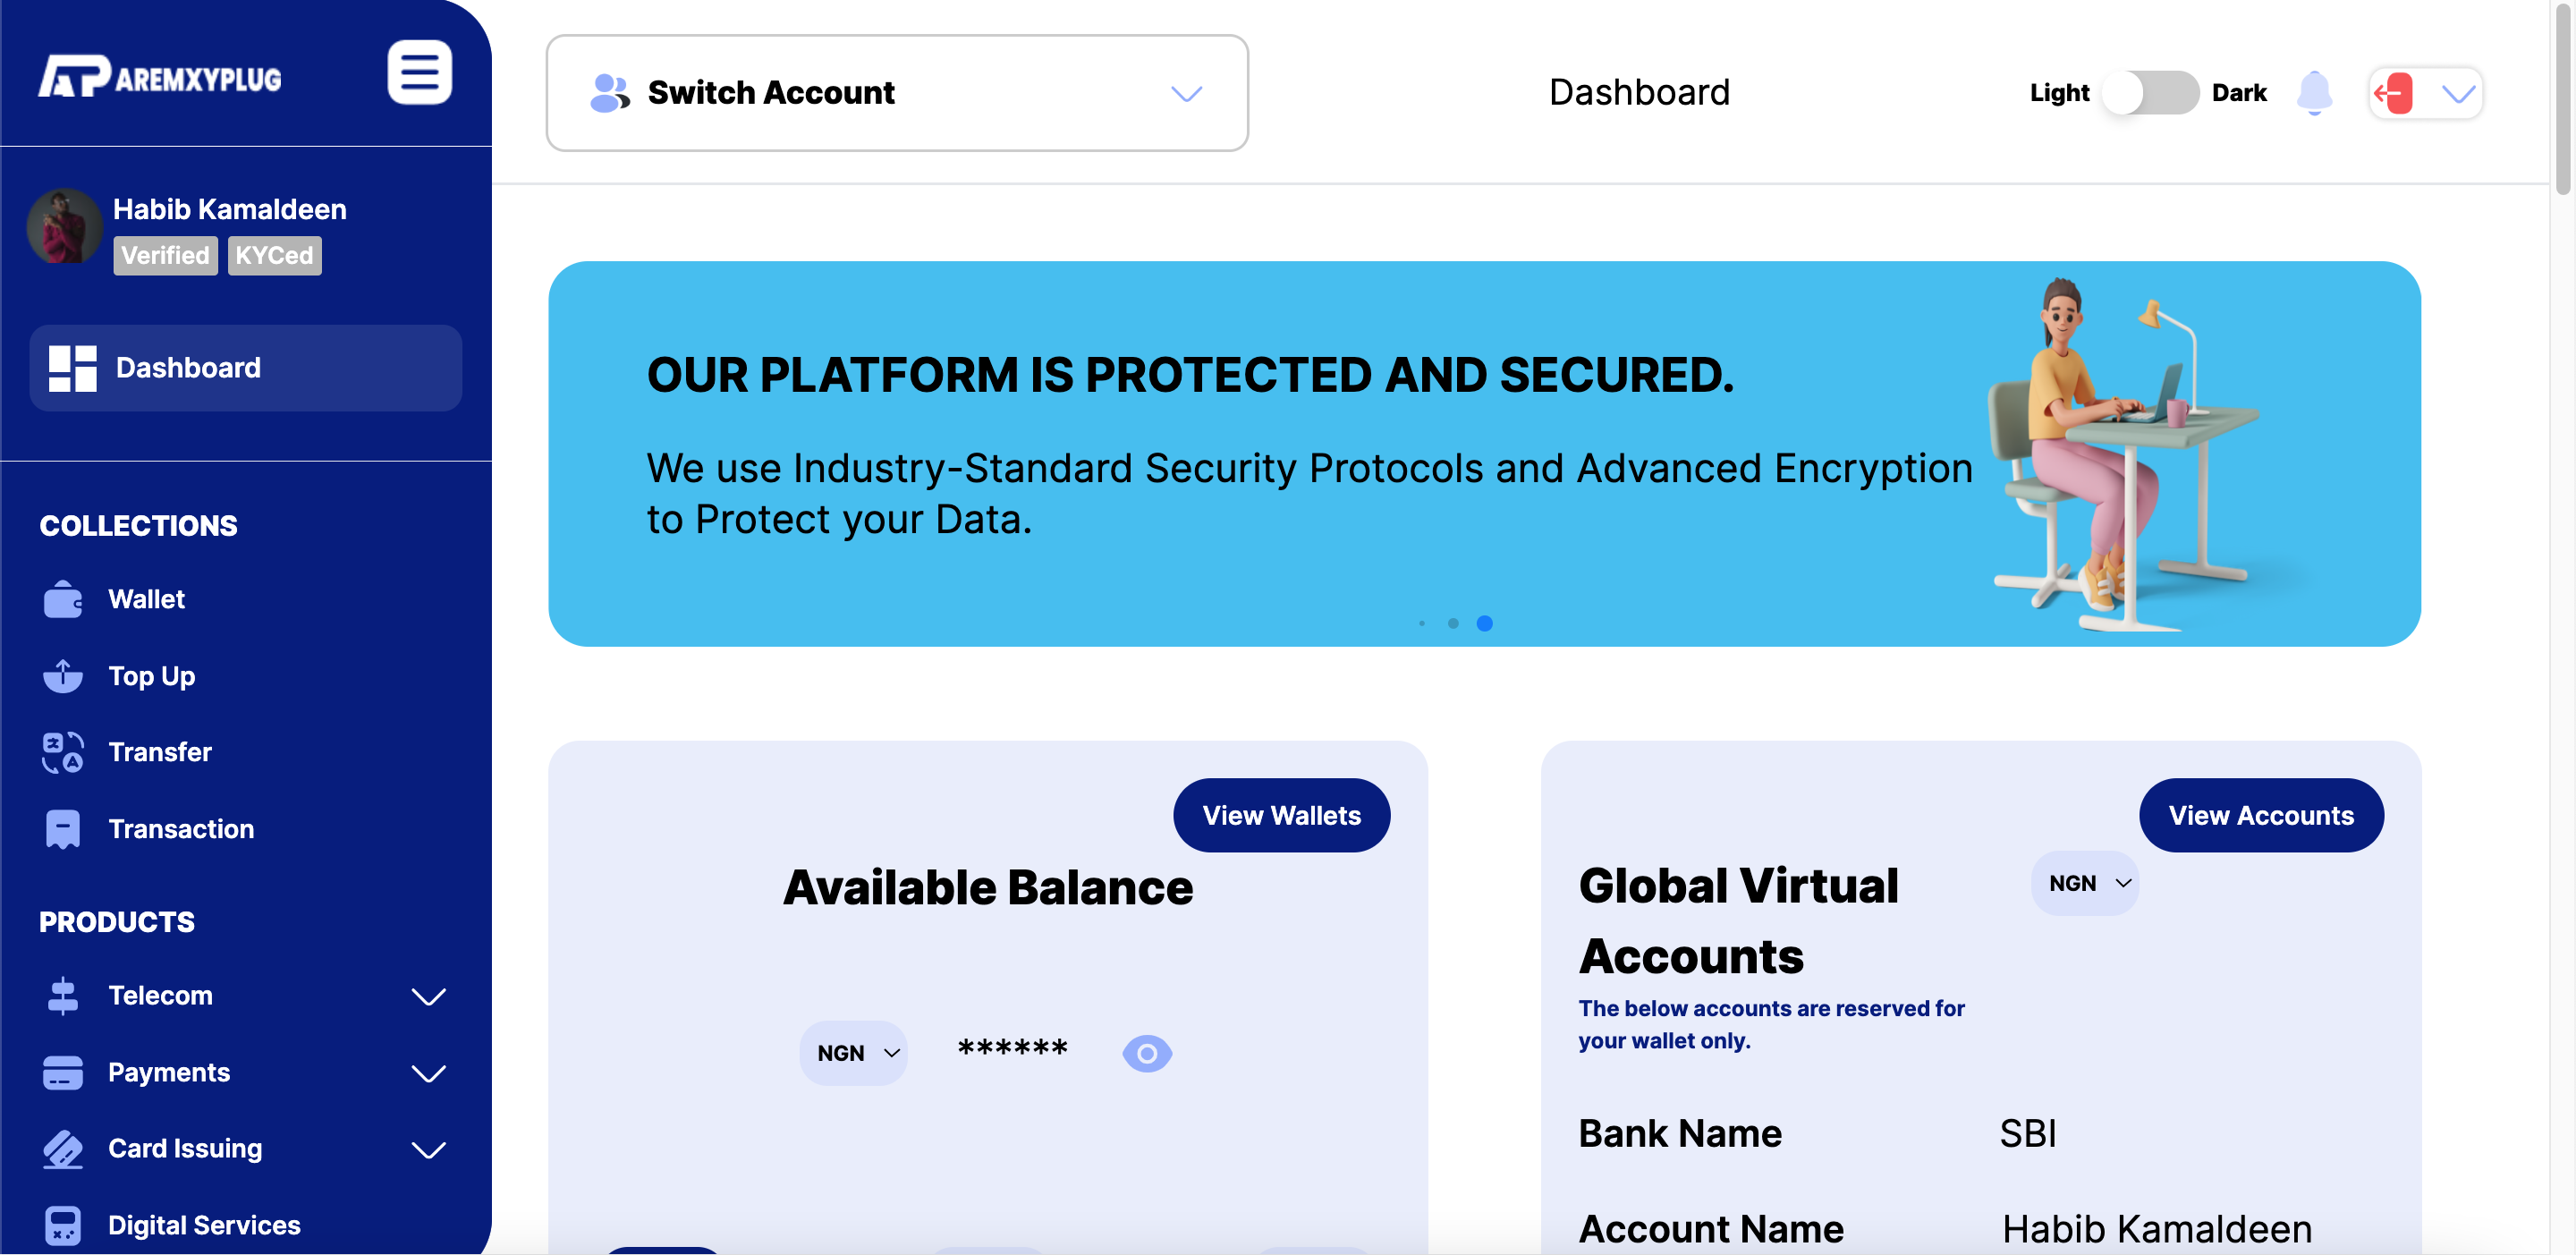 AP AREMXYPLUG
Habib Kamaldeen
Verified KYCed
Dashboard
COLLECTIONS
Wallet
Top Up
Transfer
Transaction
PRODUCTS
Telecom
Payments
Card Issuing
Digital Services
Switch Account
Dashboard
Light Dark
OUR PLATFORM IS PROTECTED AND SECURED.
We use Industry-Standard Security Protocols and Advanced Encryption
to Protect your Data.
View Wallets
Available Balance
NGN ******
View Accounts
Global Virtual
Accounts
NGN
The below accounts are reserved for
your wallet only.
Bank Name SBI
Account Name Habib Kamaldeen